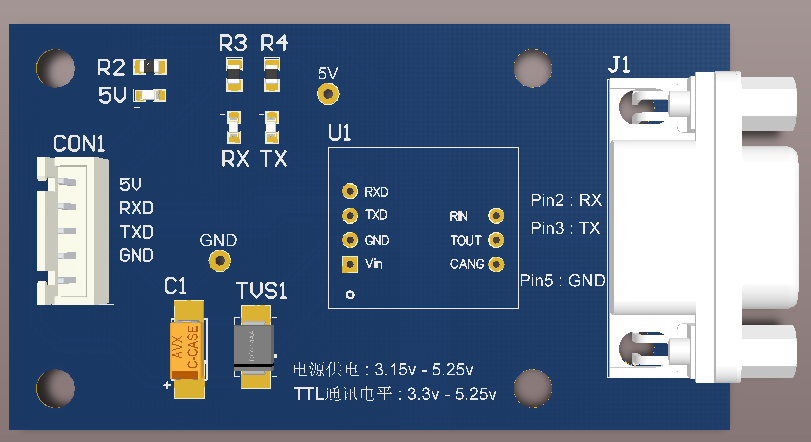 R3 R4
J1
R2
5V
5V
U1
CON1
RX TX
5V
RXD
TXD
GND
RXD
TXD
GND
Vin
RIN
TOUT
CANG
Pin2 : RX
Pin3 : TX
Pin5 : GND
GND
C1
TVS1
AVX
C-CASE
+
电源供电 : 3.15v - 5.25v
TTL通讯电平 : 3.3v - 5.25v